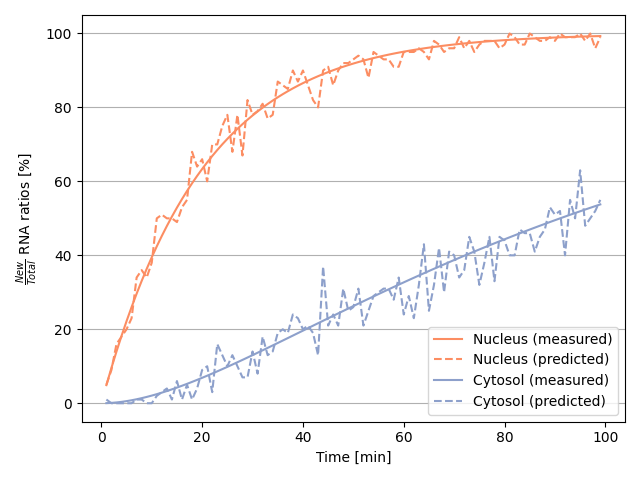 100
80
60
40
20
0
New/Total RNA ratios [%]
Nucleus (measured)
Nucleus (predicted)
Cytosol (measured)
Cytosol (predicted)
0 20 40 60 80 100
Time [min]